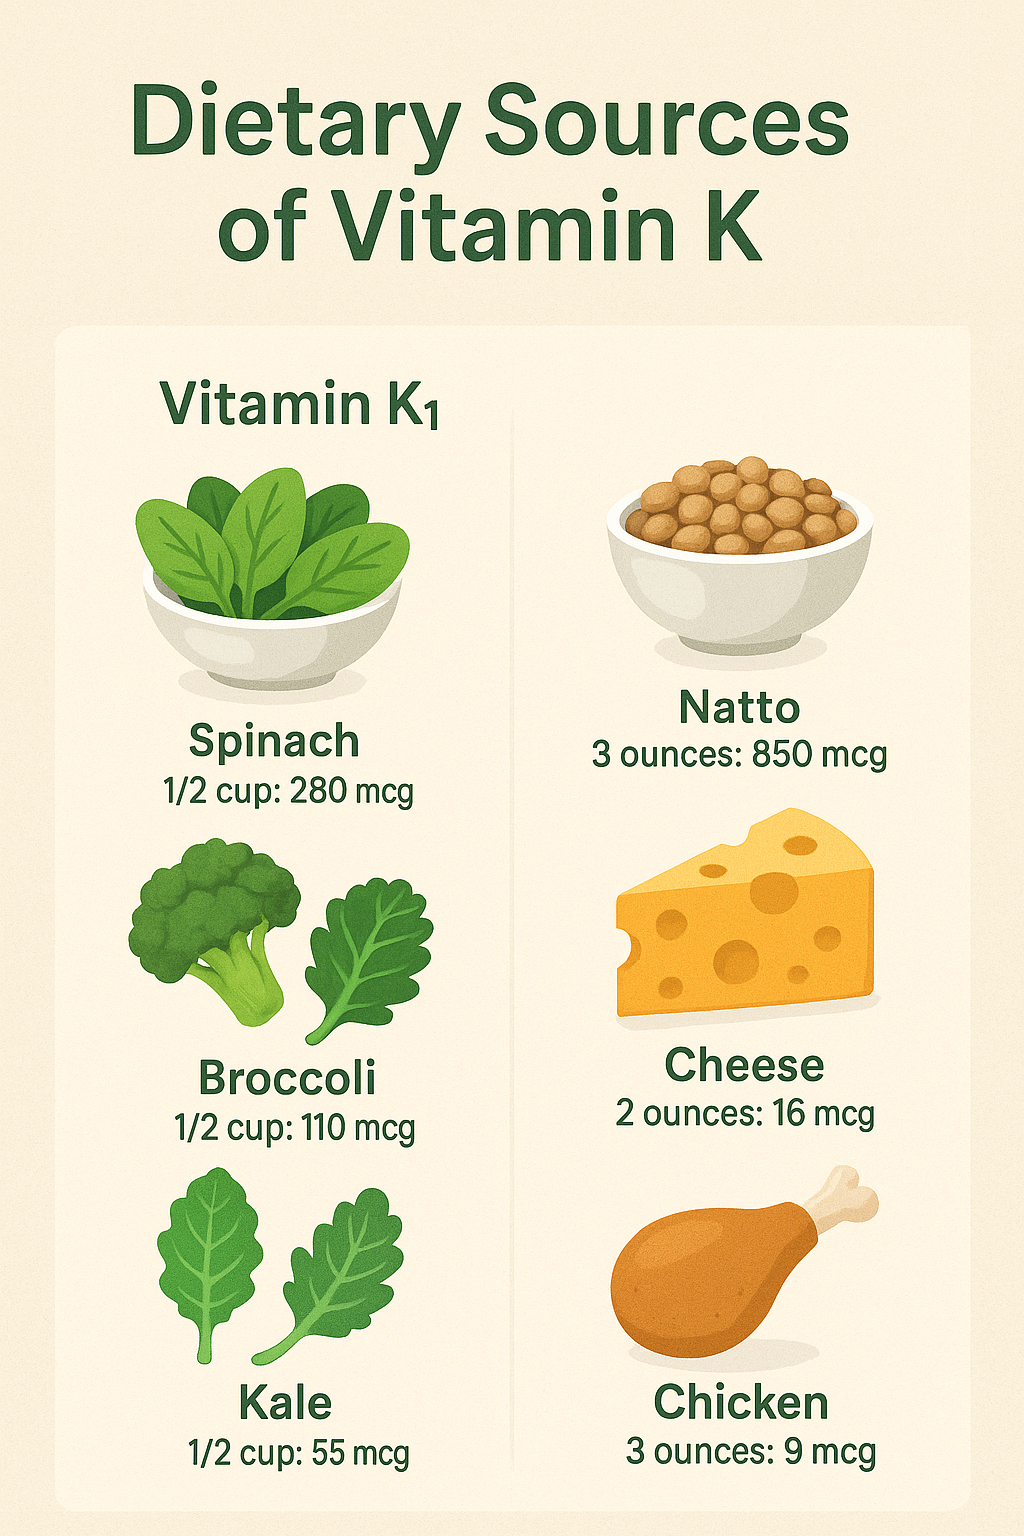 Dietary Sources
of Vitamin K
Vitamin K₁
Spinach
1/2 cup: 280 mcg
Broccoli
1/2 cup: 110 mcg
Kale
1/2 cup: 55 mcg
Natto
3 ounces: 850 mcg
Cheese
2 ounces: 16 mcg
Chicken
3 ounces: 9 mcg